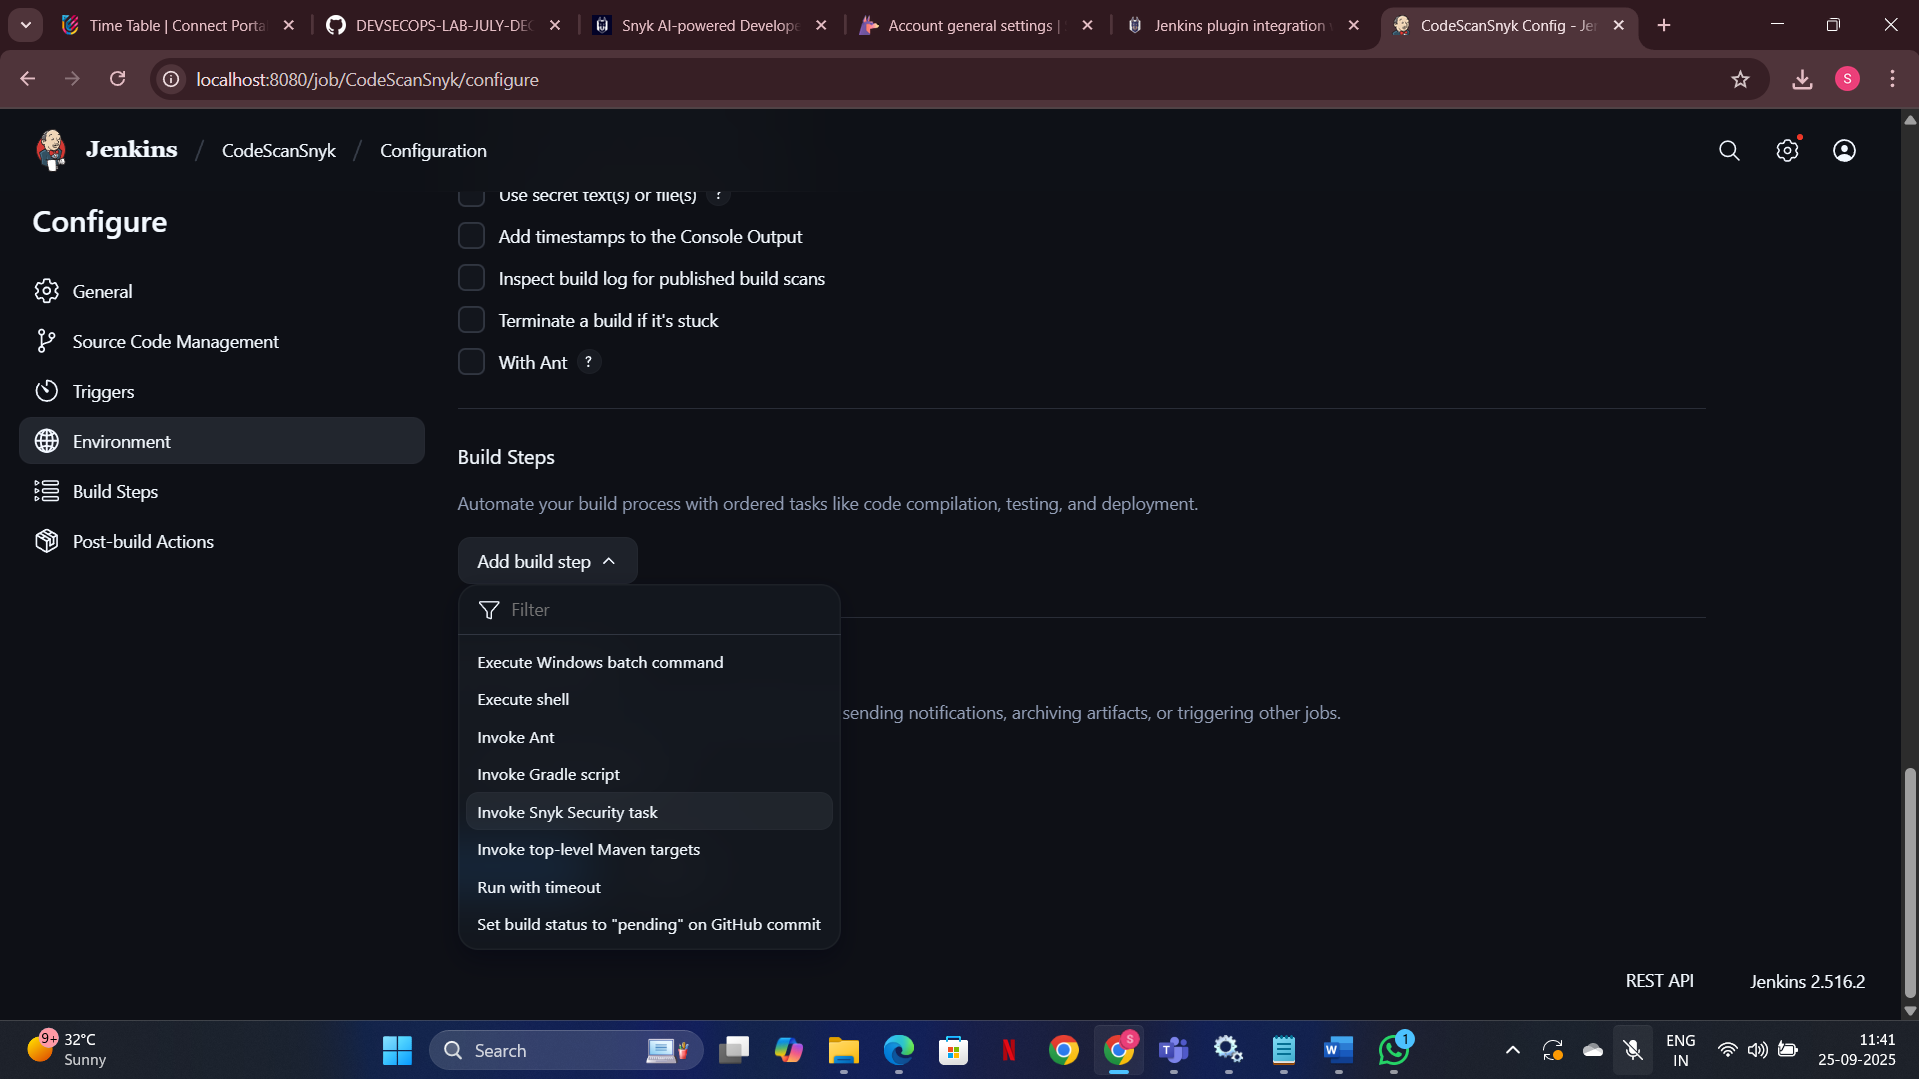 Time Table | Connect Porta
DEVSECOPS-LAB-JULY-DEC
Snyk AI-powered Develope
Account general settings |
Jenkins plugin integration
CodeScanSnyk Config - Je
localhost:8080/job/CodeScanSnyk/configure
S
Jenkins / CodeScanSnyk / Configuration
Configure
General
Source Code Management
Triggers
Environment
Build Steps
Post-build Actions
Use secret text(s) or file(s) ?
Add timestamps to the Console Output
Inspect build log for published build scans
Terminate a build if it's stuck
With Ant ?
Build Steps
Automate your build process with ordered tasks like code compilation, testing, and deployment.
Add build step
Filter
Execute Windows batch command
Execute shell
Invoke Ant
Invoke Gradle script
Invoke Snyk Security task
Invoke top-level Maven targets
Run with timeout
Set build status to "pending" on GitHub commit
sending notifications, archiving artifacts, or triggering other jobs.
REST API
Jenkins 2.516.2
9+
32°C
Sunny
Search
N
S
T
W
1
ENG
IN
11:41
25-09-2025